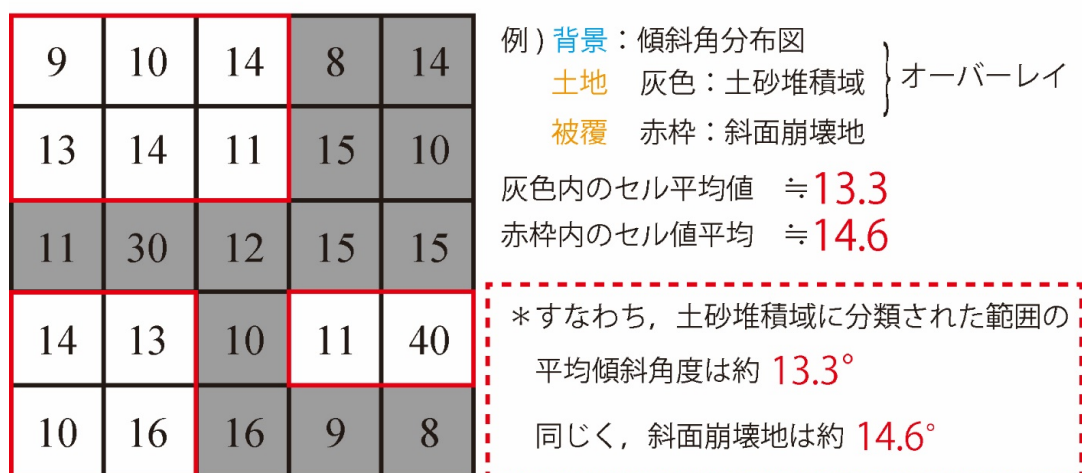 9 10 14 8 14
13 14 11 15 10
11 30 12 15 15
14 13 10 11 40
10 16 16 9 8
例)背景：傾斜角分布図
土地 灰色：土砂堆積域
オーバーレイ
被覆 赤枠：斜面崩壊地
灰色内のセル平均値 ≒13.3
赤枠内のセル値平均 ≒14.6
＊すなわち，土砂堆積域に分類された範囲の
平均傾斜角度は約 13.3°
同じく，斜面崩壊地は約 14.6°